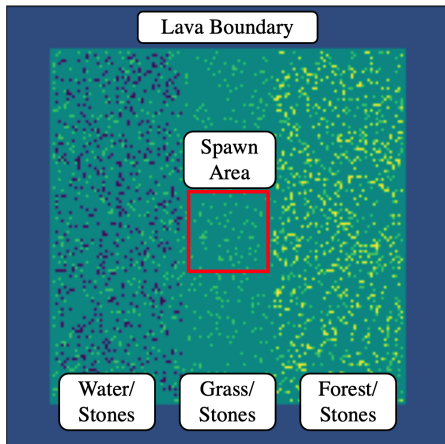 Lava Boundary
Spawn
Area
Water/
Stones
Grass/
Stones
Forest/
Stones